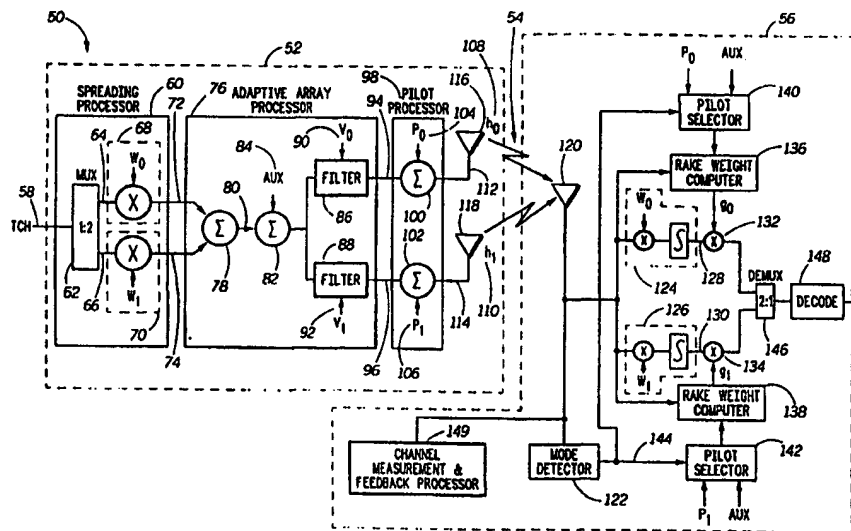 50
52
54
56
108
SPREADING PROCESSOR
60
76
ADAPTIVE ARRAY PROCESSOR
98
PILOT PROCESSOR
116
h0
P0 AUX
PILOT SELECTOR
140
64
68
72
W0
90
V0
94
P0
104
84
AUX
MUX
58
TCH
1:2
X
FILTER
Σ
112
120
RAKE WEIGHT COMPUTER
136
80
86
100
118
Σ
Σ
78
82
88
102
W0
g0
X
∫
X
132
124
128
DEMUX
148
62
66
X
W1
FILTER
Σ
h1
110
126
130
2:1
DECODE
70
74
92
V1
96
P1
106
114
X
∫
X
134
146
W1
g1
RAKE WEIGHT COMPUTER
138
149
CHANNEL MEASUREMENT & FEEDBACK PROCESSOR
MODE DETECTOR
122
144
PILOT SELECTOR
142
P1 AUX